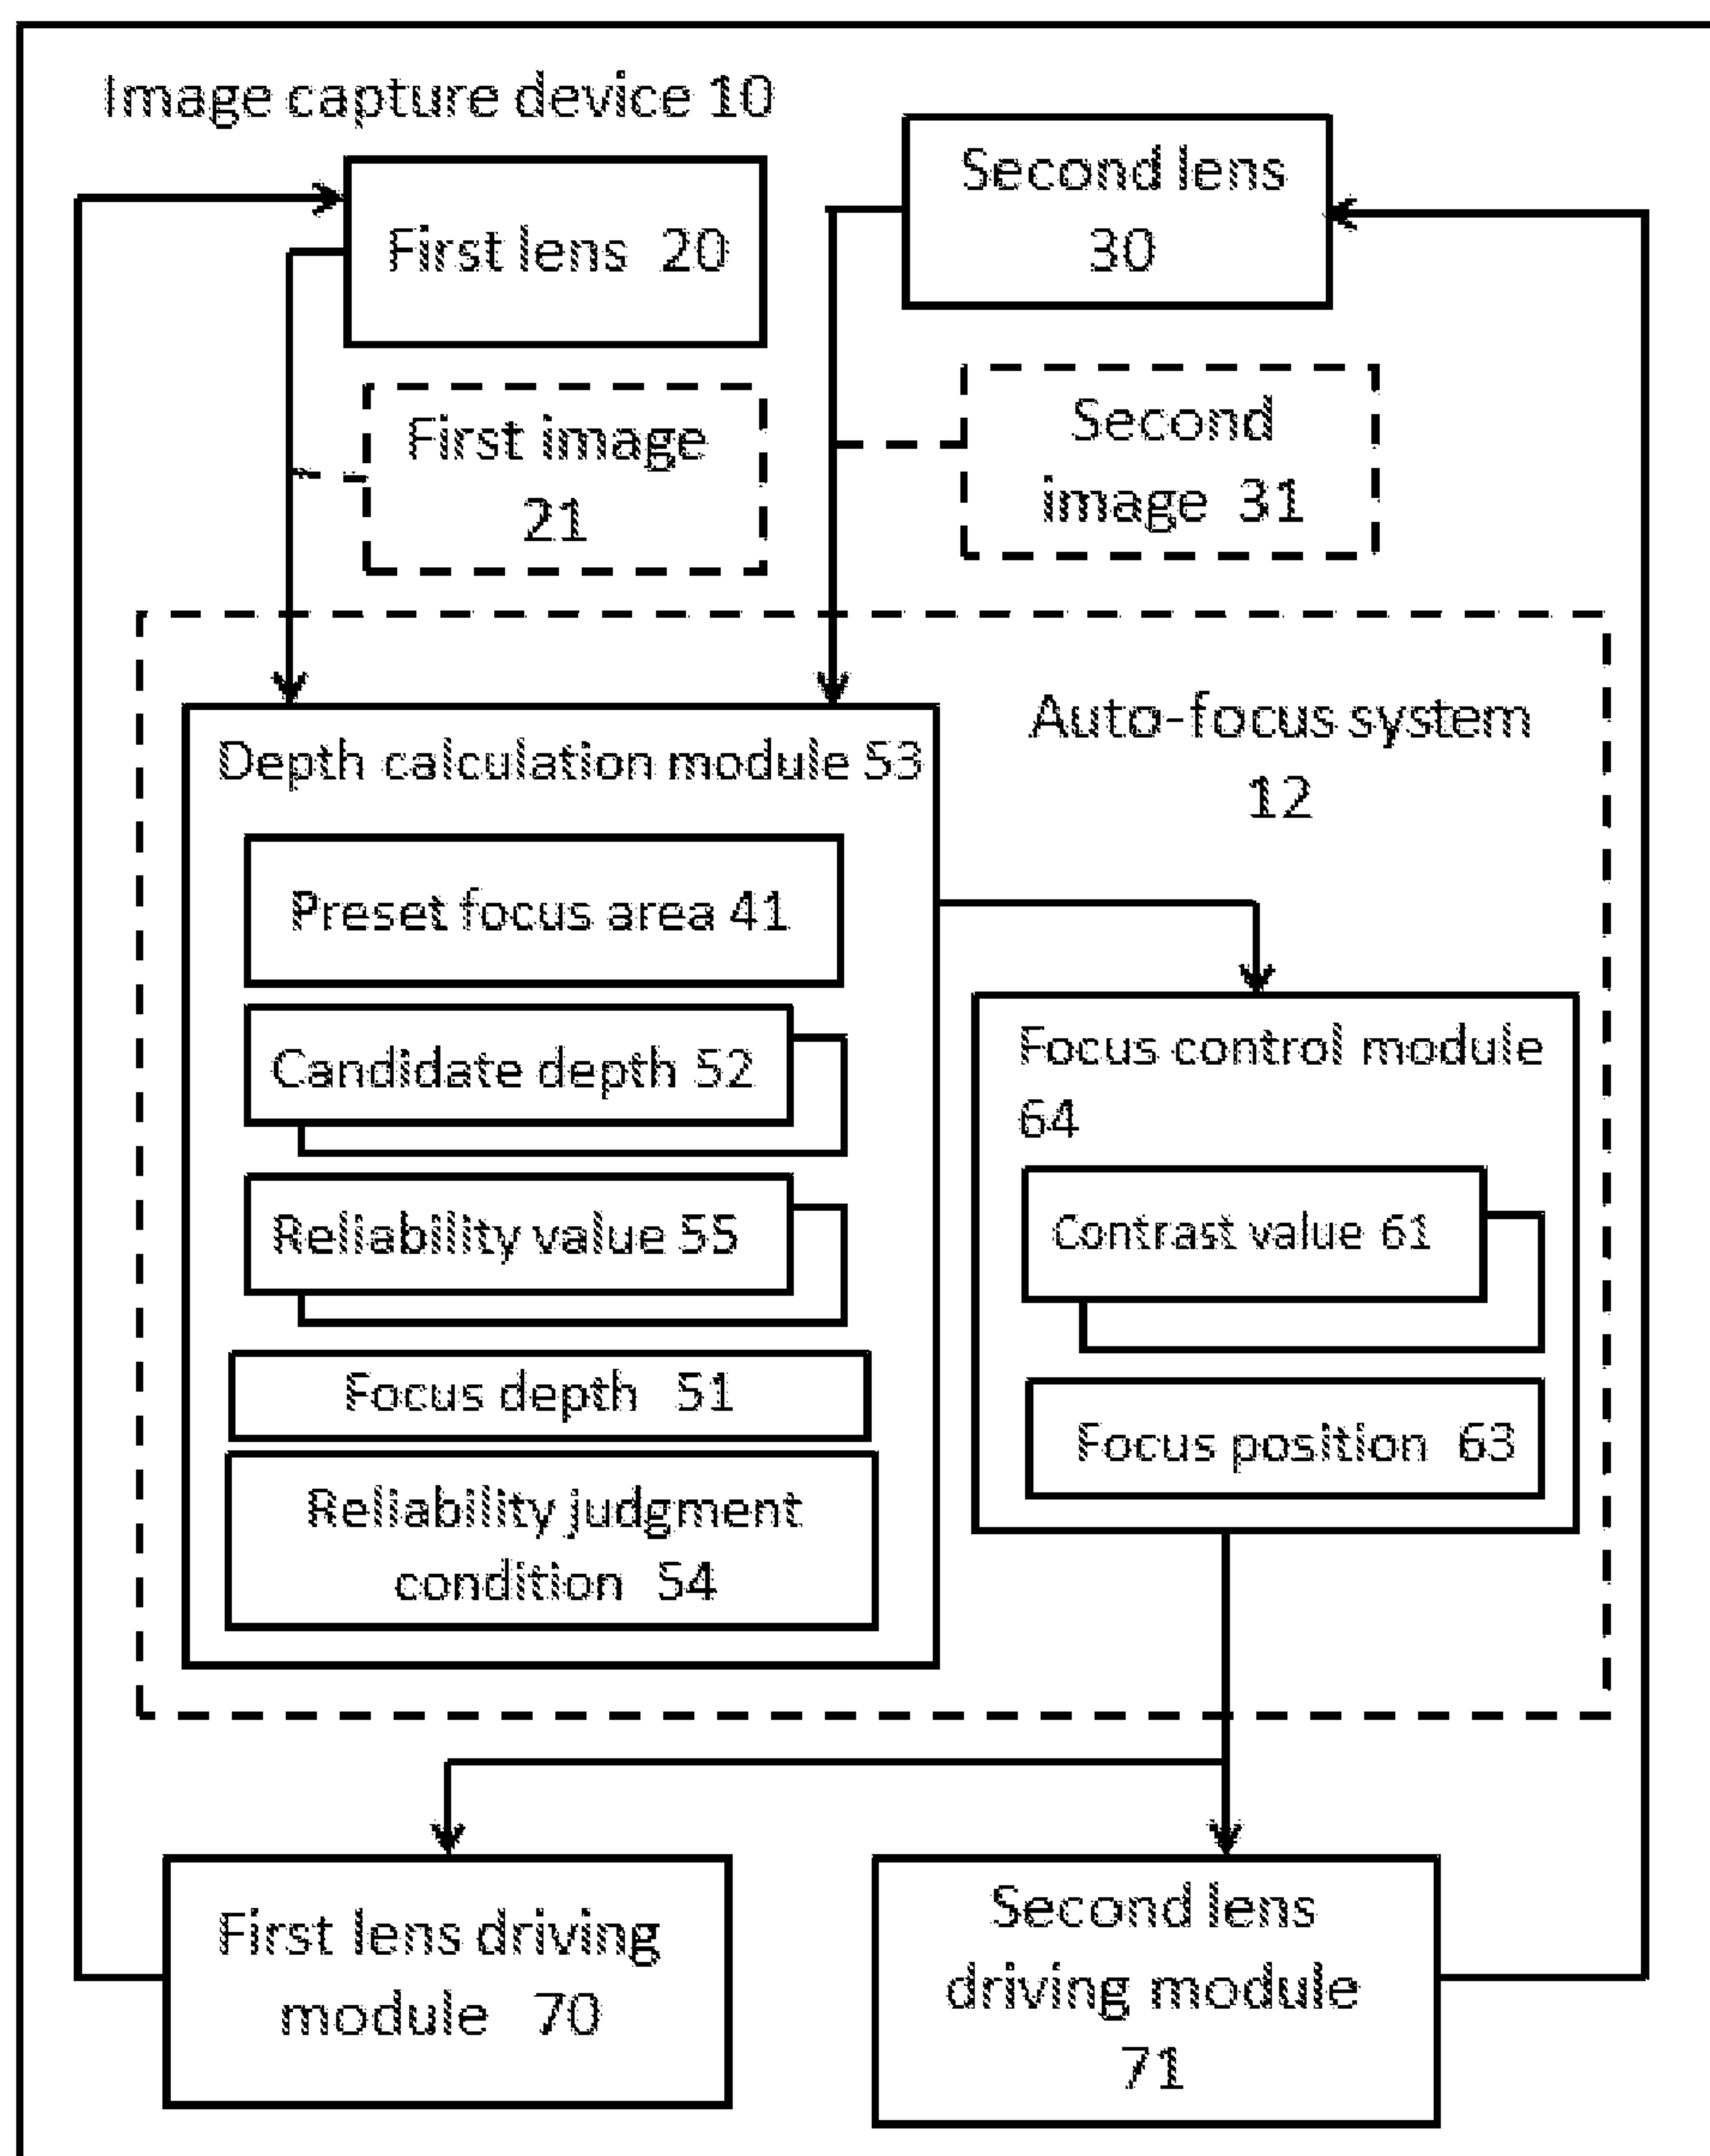 Image capture device 10
First lens 20
Second lens
30
First image
21
Second
image 31
Auto-focus system
12
Depth calculation module 53
Preset focus area 41
Candidate depth 52
Reliability value 55
Focus depth 51
Reliability judgment
condition 54
Focus control module
64
Contrast value 61
Focus position 63
First lens driving
module 70
Second lens
driving module
71